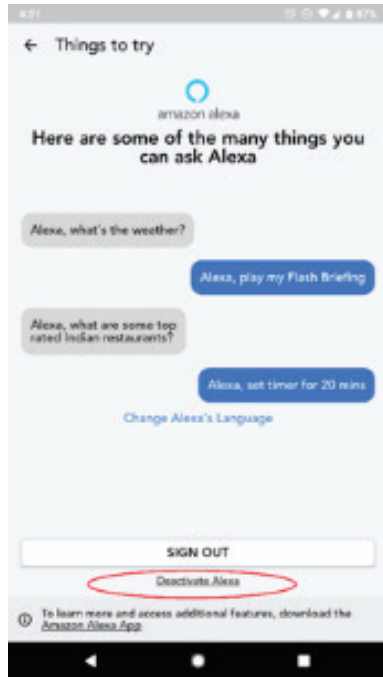 4:31
87%
Things to try
amazon alexa
Here are some of the many things you
can ask Alexa
Alexa, what's the weather?
Alexa, play my Flash Briefing
Alexa, what are some top
rated Indian restaurants?
Alexa, set timer for 20 mins
Change Alexa's Language
SIGN OUT
Deactivate Alexa
To learn more and access additional features, download the
Amazon Alexa App